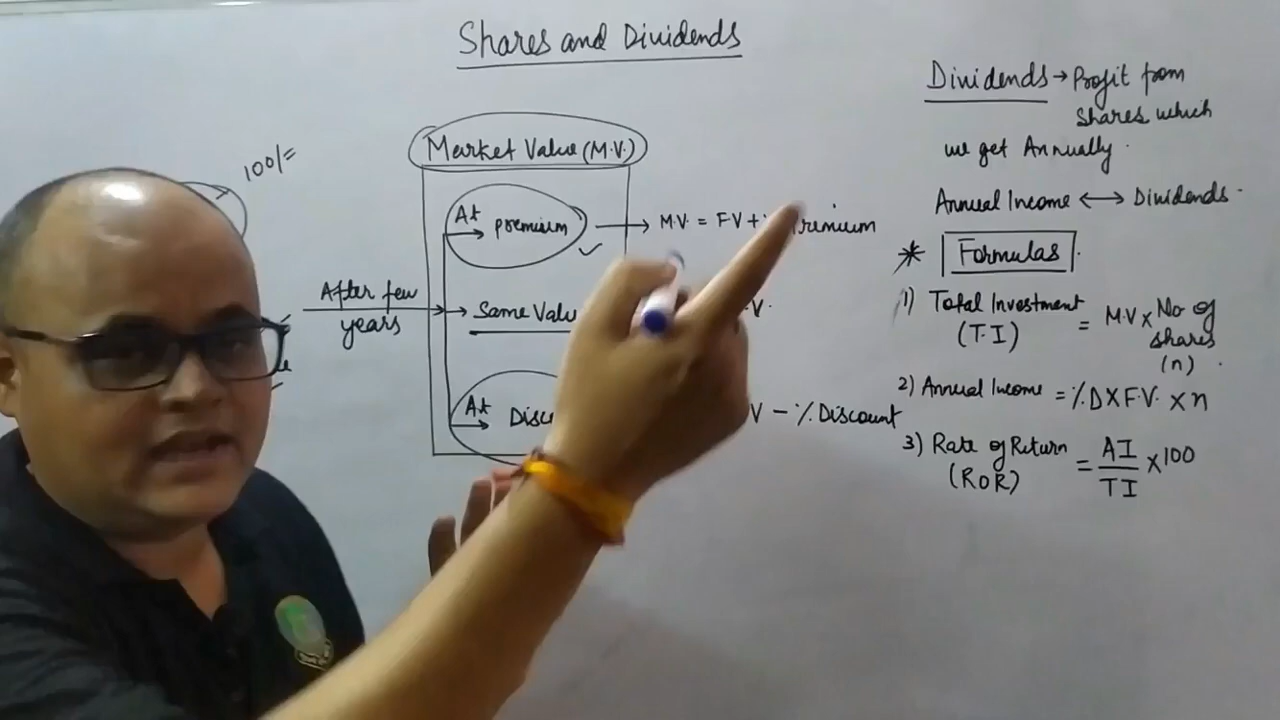 Shares and Dividends
100/=
Market Value (M.V.)
At premium → M.V. = F.V +
After few years
Same Valu
At
V - % Discount
Dividends → Profit from
Shares which
we get Annually.
Annual Income ↔ Dividends.
* Formulas.
1) Total Investment (T.I) = M.V × No of shares (n).
2) Annual Income = % D × F.V. × n
3) Rate of Return (ROR) = AI / TI × 100